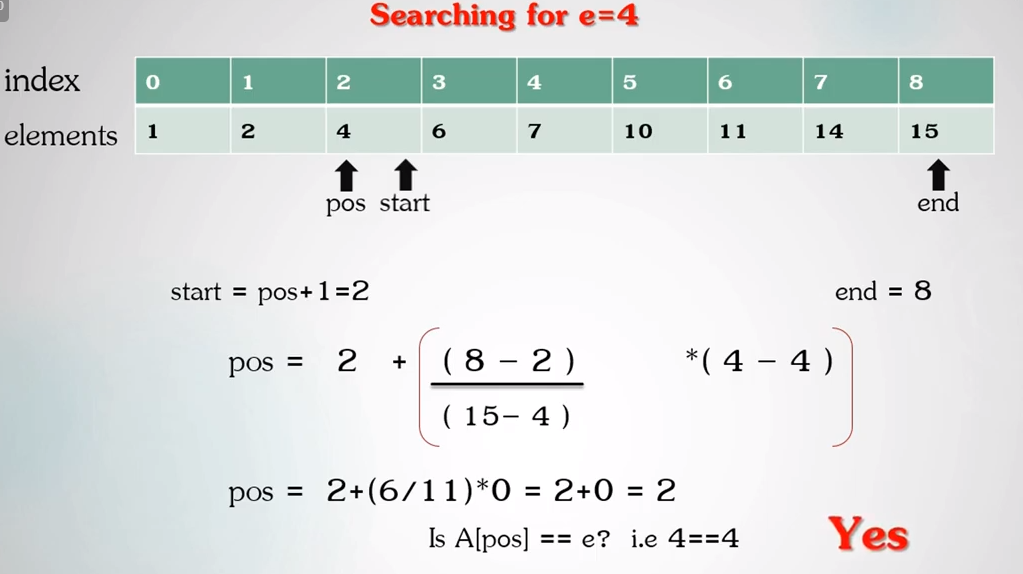 Searching for e=4
index 0 1 2 3 4 5 6 7 8
elements 1 2 4 6 7 10 11 14 15
pos start end
start = pos+1=2 end = 8
pos = 2 + ( 8 – 2 ) *( 4 – 4 )
( 15– 4 )
pos = 2+(6/11)*0 = 2+0 = 2
Is A[pos] == e? i.e 4==4 Yes